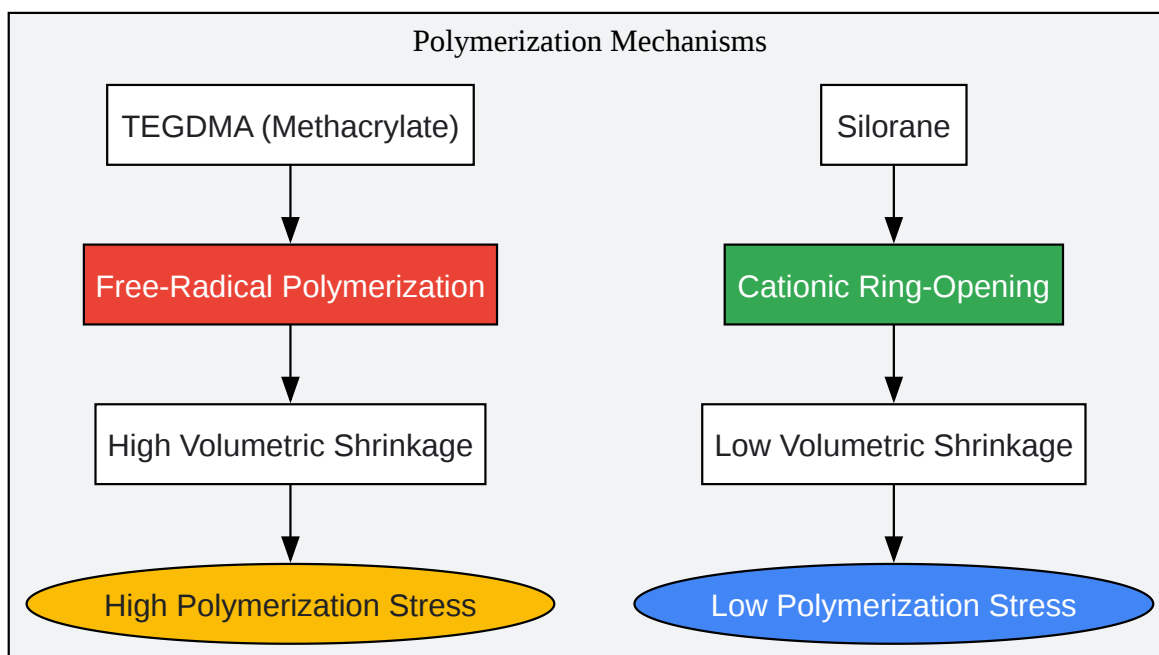 Polymerization Mechanisms
TEGDMA (Methacrylate)
Silorane
Free-Radical Polymerization
Cationic Ring-Opening
High Volumetric Shrinkage
Low Volumetric Shrinkage
High Polymerization Stress
Low Polymerization Stress